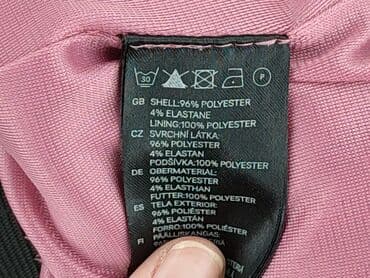 30 P
GB SHELL:96% POLYESTER
4% ELASTANE
LINING:100% POLYESTER
CZ SVRCHNÍ LÁTKA:
96% POLYESTER
4% ELASTAN
PODŠÍVKA:100% POLYESTER
DE OBERMATERIAL:
96% POLYESTER
4% ELASTHAN
FUTTER:100% POLYESTER
ES TELA EXTERIOR:
96% POLIÉSTER
4% ELASTÁN
FORRO:100% POLIÉSTER
FI PÄÄLLISKANGAS: